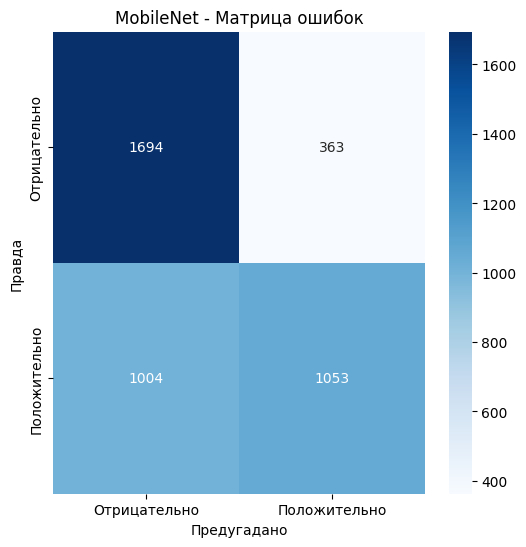 MobileNet - Матрица ошибок
Правда
Отрицательно
Положительно
1694
363
1004
1053
Отрицательно
Положительно
Предугадано
1600
1400
1200
1000
800
600
400